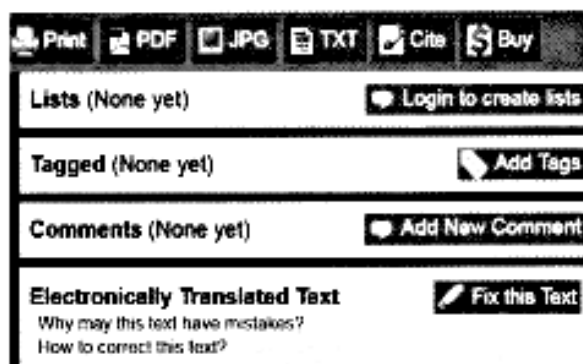 Print PDF JPG TXT Cite Buy
Lists (None yet) Login to create lists
Tagged (None yet) Add Tags
Comments (None yet) Add New Comment
Electronically Translated Text Fix this Text
Why may this text have mistakes?
How to correct this text?